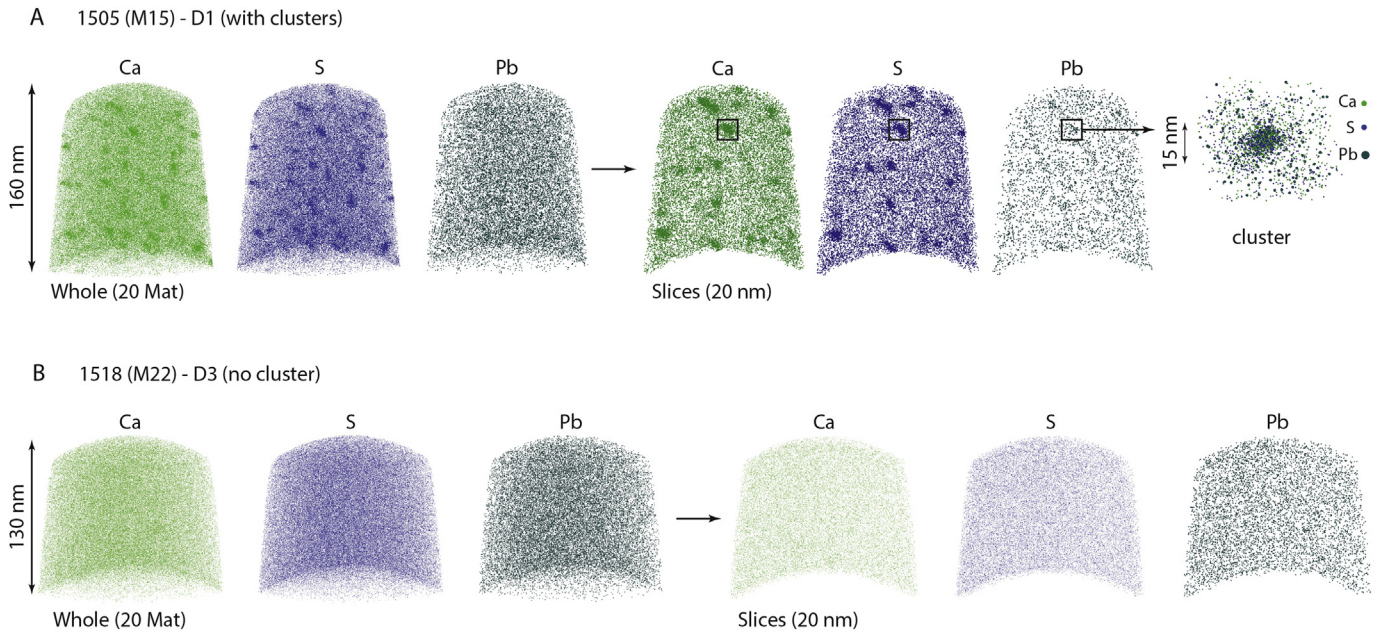 A 1505 (M15) - D1 (with clusters)
Ca S Pb Ca S Pb
160 nm
15 nm
Ca
S
Pb
cluster
Whole (20 Mat) Slices (20 nm)
B 1518 (M22) - D3 (no cluster)
Ca S Pb Ca S Pb
130 nm
Whole (20 Mat) Slices (20 nm)